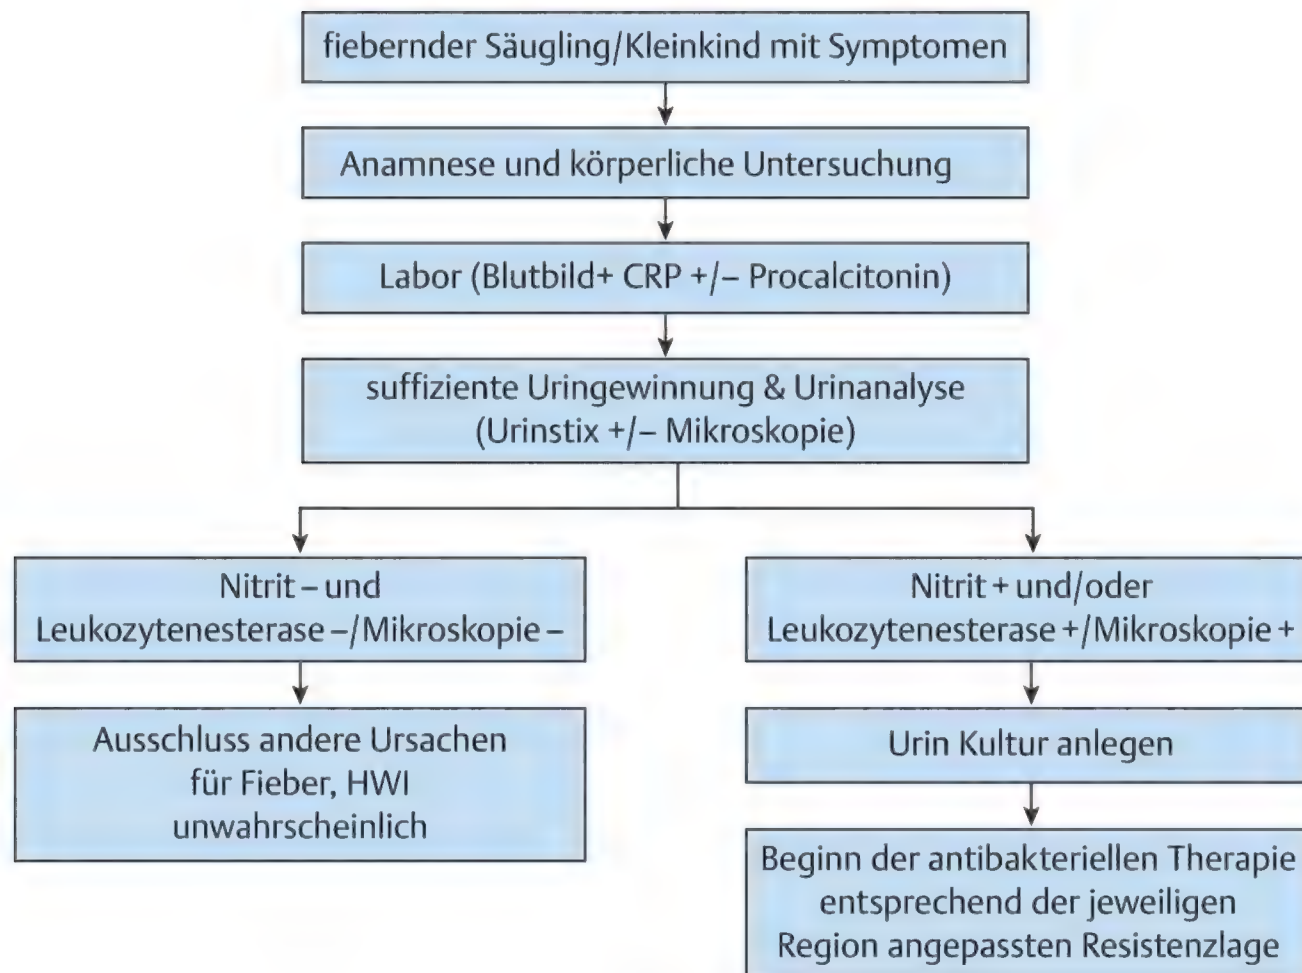 fiebernder Säugling/Kleinkind mit Symptomen
Anamnese und körperliche Untersuchung
Labor (Blutbild+ CRP +/– Procalcitonin)
suffiziente Uringewinnung & Urinanalyse
(Urinstix +/– Mikroskopie)
Nitrit – und
Leukozytenesterase –/Mikroskopie –
Ausschluss andere Ursachen
für Fieber, HWI
unwahrscheinlich
Nitrit + und/oder
Leukozytenesterase +/Mikroskopie +
Urin Kultur anlegen
Beginn der antibakteriellen Therapie
entsprechend der jeweiligen
Region angepassten Resistenzlage